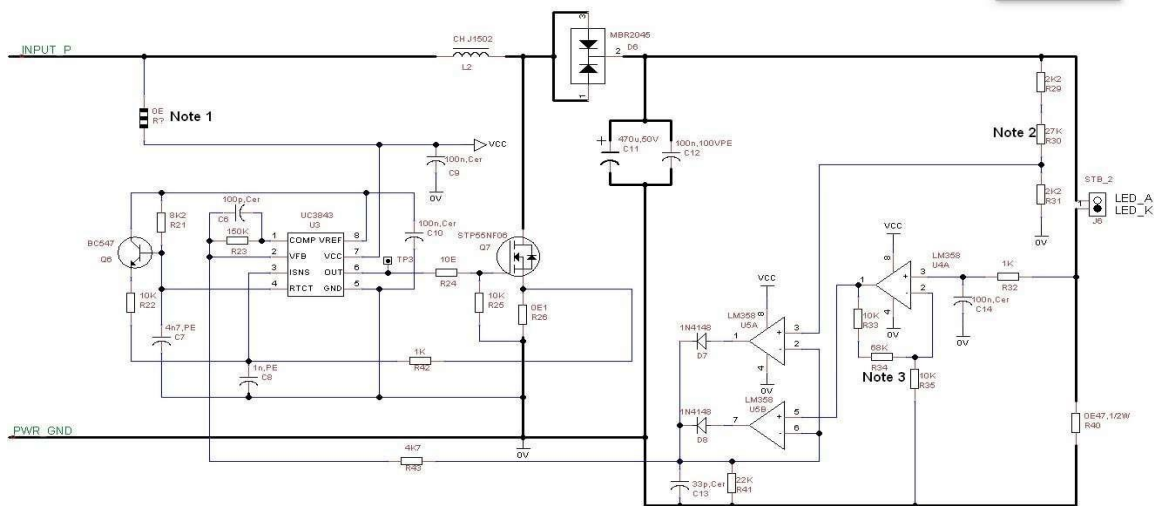 INPUT_P
CH J1502
L2
3
MBR2045
D6
2
1
0E
R?
Note 1
VCC
100n,Cer
C9
0V
470u,50V
C11
100n,100VPE
C12
2K2
R29
Note 2
27K
R30
2K2
R31
0V
STB_2
1
J6
LED_A
LED_K
100p,Cer
C6
8K2
R21
150K
R23
UC3843
U3
1 COMP VREF 8
2 VFB VCC 7
3 ISNS OUT 6
4 RTCT GND 5
100n,Cer
C10
BC547
Q6
10K
R22
4n7,PE
C7
1n,PE
C8
TP3
10E
R24
STP55NF06
Q7
10K
R25
0E1
R26
1K
R42
VCC
8
LM358
U4A
3
2
1
4
0V
1K
R32
100n,Cer
C14
0V
10K
R33
68K
R34
Note 3
10K
R35
VCC
8
LM358
U5A
3
2
1
4
0V
1N4148
D7
LM358
U5B
5
6
7
1N4148
D8
0E47,1/2W
R40
PWR_GND
0V
4K7
R43
33p,Cer
C13
22K
R41